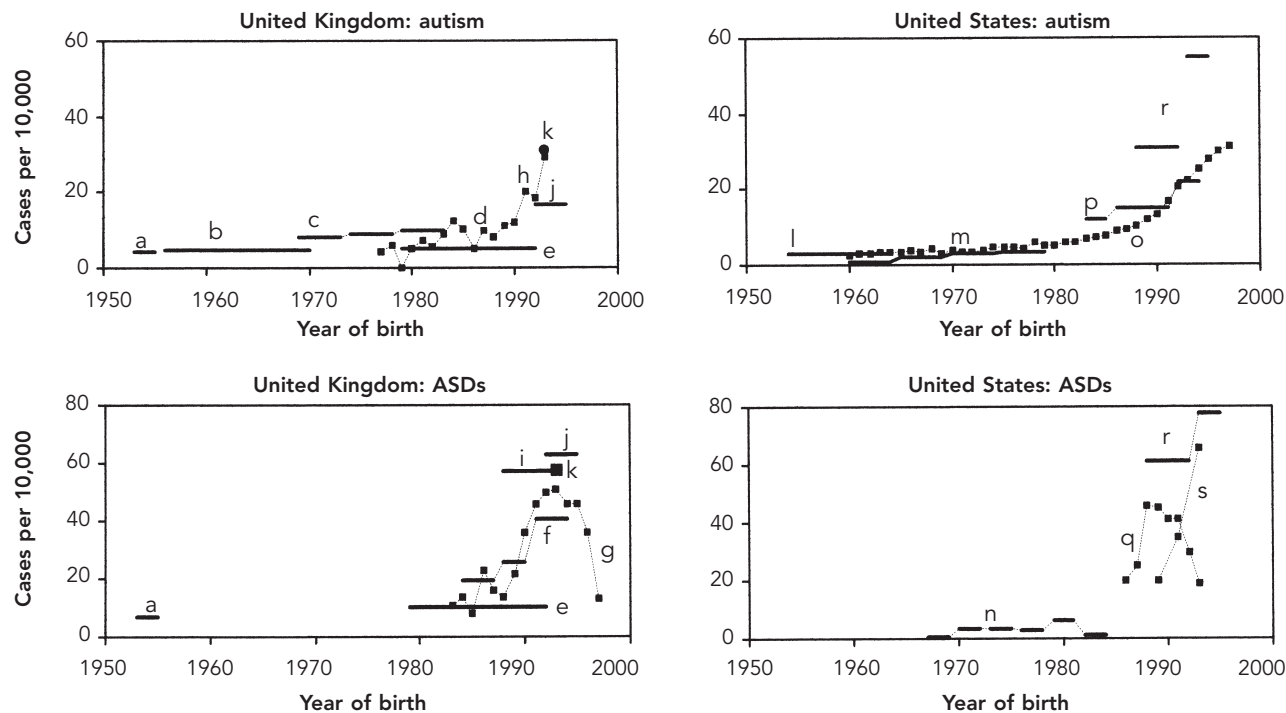 United Kingdom: autism
Cases per 10,000
60
40
20
0
a
b
c
d
e
h
j
k
1950 1960 1970 1980 1990 2000
Year of birth
United States: autism
60
40
20
0
l
m
o
p
r
1950 1960 1970 1980 1990 2000
Year of birth
United Kingdom: ASDs
Cases per 10,000
80
60
40
20
0
a
e
f
g
i
j
k
1950 1960 1970 1980 1990 2000
Year of birth
United States: ASDs
80
60
40
20
0
n
q
r
s
1950 1960 1970 1980 1990 2000
Year of birth